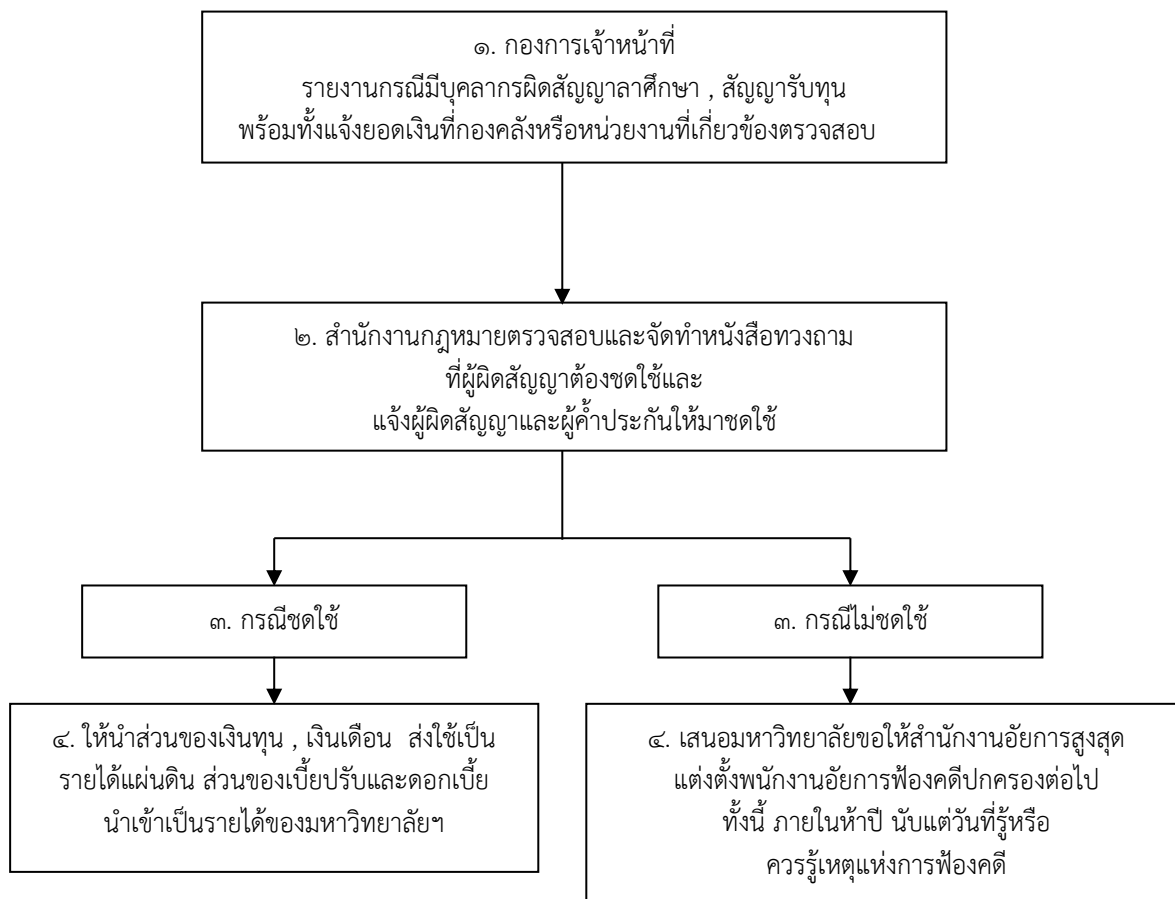 ๑. กองการเจ้าหน้าที่
รายงานกรณีมีบุคลากรผิดสัญญาลาศึกษา , สัญญารับทุน
พร้อมทั้งแจ้งยอดเงินที่กองคลังหรือหน่วยงานที่เกี่ยวข้องตรวจสอบ
๒. สำนักงานกฎหมายตรวจสอบและจัดทำหนังสือทวงถาม
ที่ผู้ผิดสัญญาต้องชดใช้และ
แจ้งผู้ผิดสัญญาและผู้ค้ำประกันให้มาชดใช้
๓. กรณีชดใช้
๓. กรณีไม่ชดใช้
๔. ให้นำส่วนของเงินทุน , เงินเดือน ส่งใช้เป็น
รายได้แผ่นดิน ส่วนของเบี้ยปรับและดอกเบี้ย
นำเข้าเป็นรายได้ของมหาวิทยาลัยฯ
๔. เสนอมหาวิทยาลัยขอให้สำนักงานอัยการสูงสุด
แต่งตั้งพนักงานอัยการฟ้องคดีปกครองต่อไป
ทั้งนี้ ภายในห้าปี นับแต่วันที่รู้หรือ
ควรรู้เหตุแห่งการฟ้องคดี